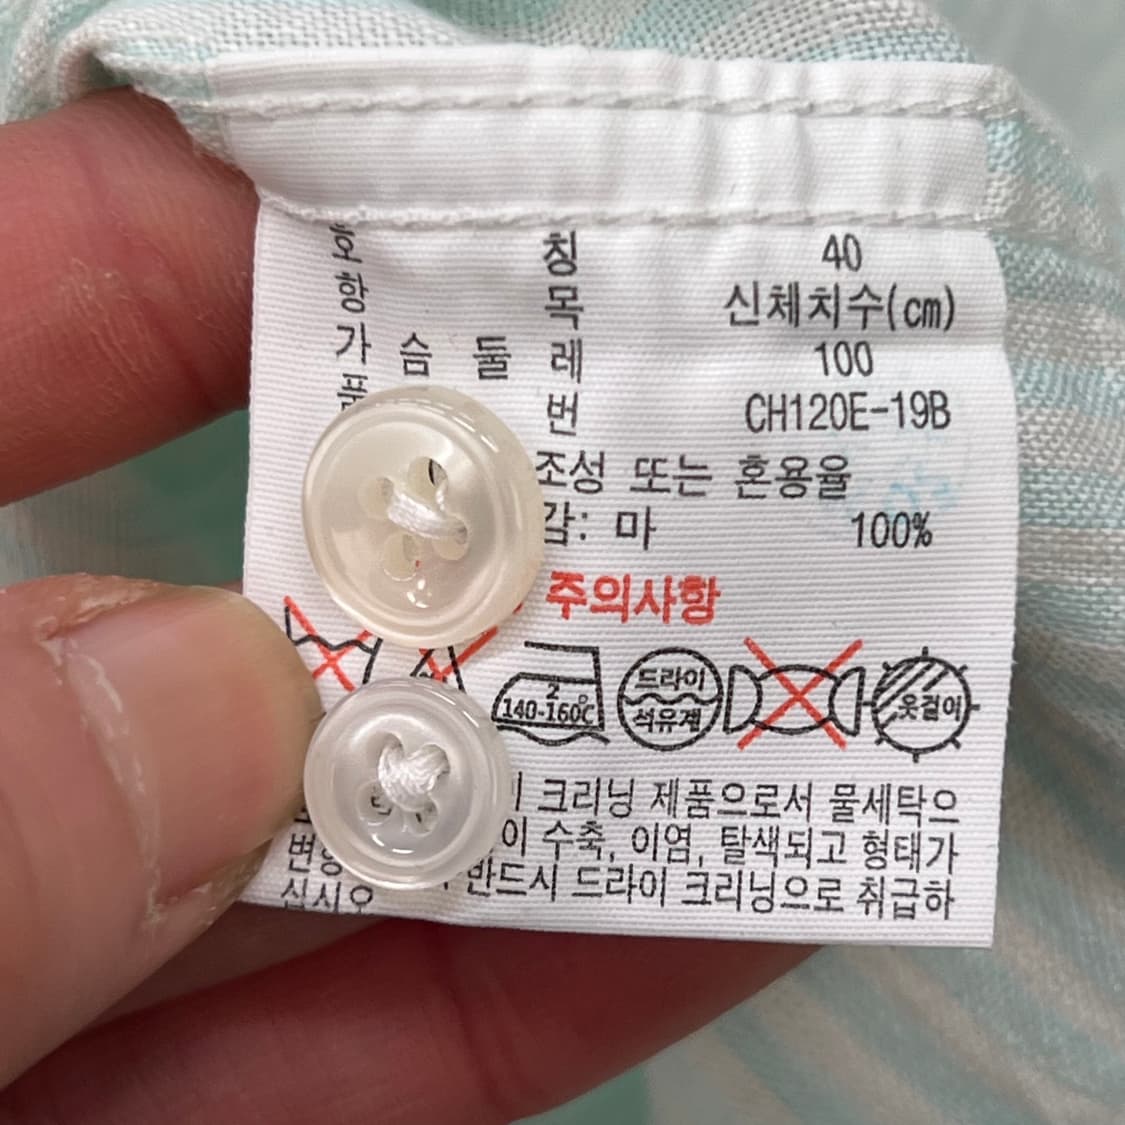 호칭 40
항목 신체치수(cm)
가슴둘레 100
번 CH120E-19B
조성 또는 혼용율
감: 마 100%
주의사항
2 140-160℃
드라이
석유계
옷걸이
크리닝 제품으로서 물세탁으
이 수축, 이염, 탈색되고 형태가
변형 반드시 드라이 크리닝으로 취급하
십시오